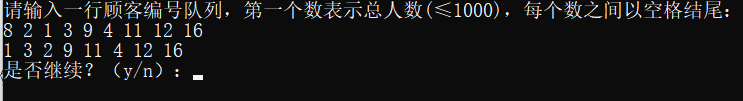 请输入一行顾客编号队列，第一个数表示总人数(≤1000)，每个数之间以空格结尾：
8 2 1 3 9 4 11 12 16
1 3 2 9 11 4 12 16
是否继续？（y/n）：